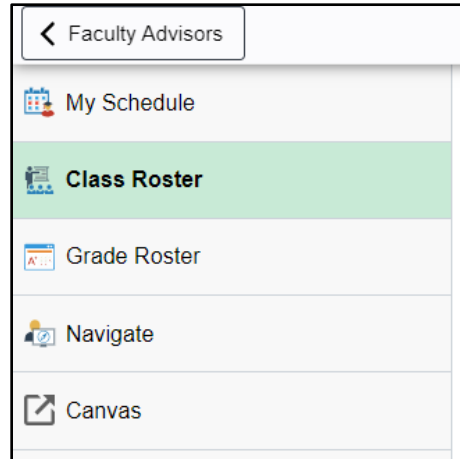 Faculty Advisors
My Schedule
Class Roster
Grade Roster
Navigate
Canvas